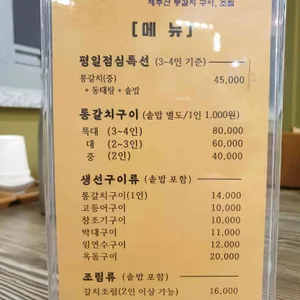 제주산 통갈치 구이, 조림
[메 뉴]
평일점심특선 (3~4인 기준)
통갈치(중) 45,000
+ 동태탕 + 솥밥
통갈치구이 (솥밥 별도/1인 1.000원)
특대 (3~4인) 80,000
대 (2~3인) 60,000
중 (2인) 40,000
생선구이류 (솥밥 포함)
통갈치구이(1인) 14,000
고등어구이 10,000
참조기구이 10,000
박대구이 11,000
임연수구이 12,000
옥돔구이 20,000
조림류 (솥밥 포함)
갈치조림(2인 이상 가능) 16,000